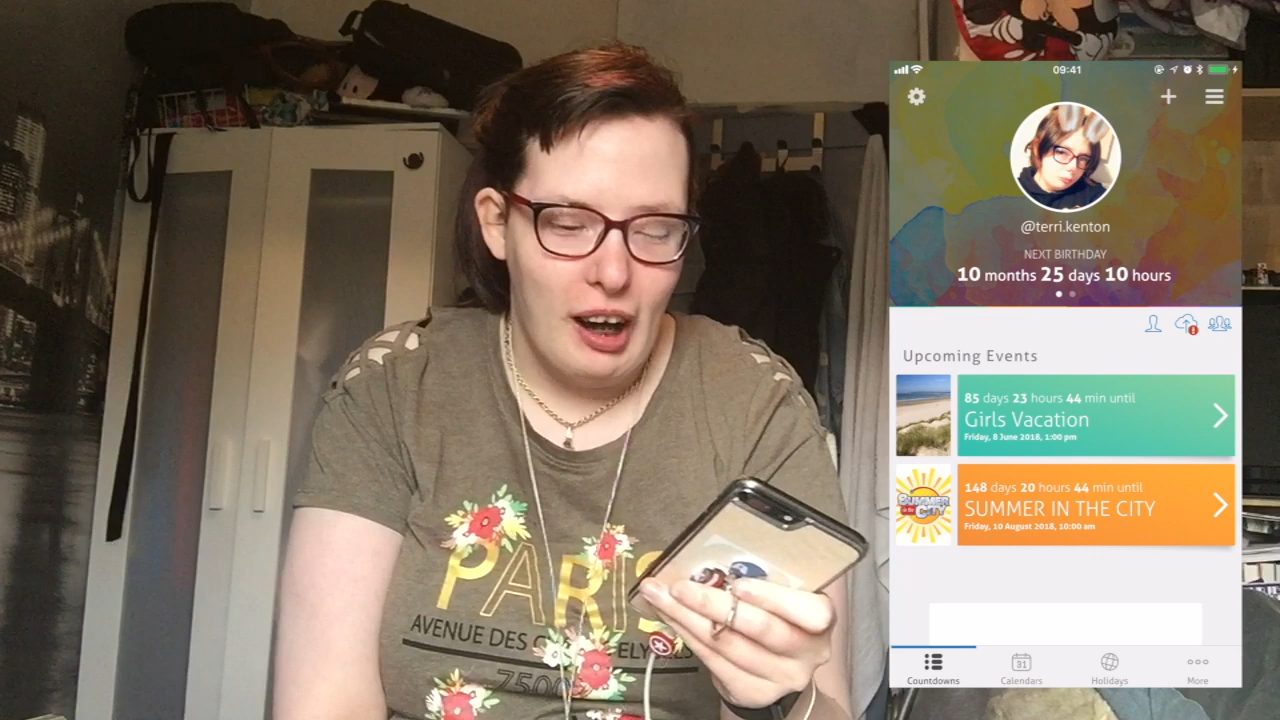 09:41
@terri.kenton
NEXT BIRTHDAY
10 months 25 days 10 hours
Upcoming Events
85 days 23 hours 44 min until
Girls Vacation
Friday, 8 June 2018, 1:00 pm
148 days 20 hours 44 min until
SUMMER IN THE CITY
Friday, 10 August 2018, 10:00 am
SUMMER
IN THE
CITY
31
Countdowns
Calendars
Holidays
More
PARIS
AVENUE DES